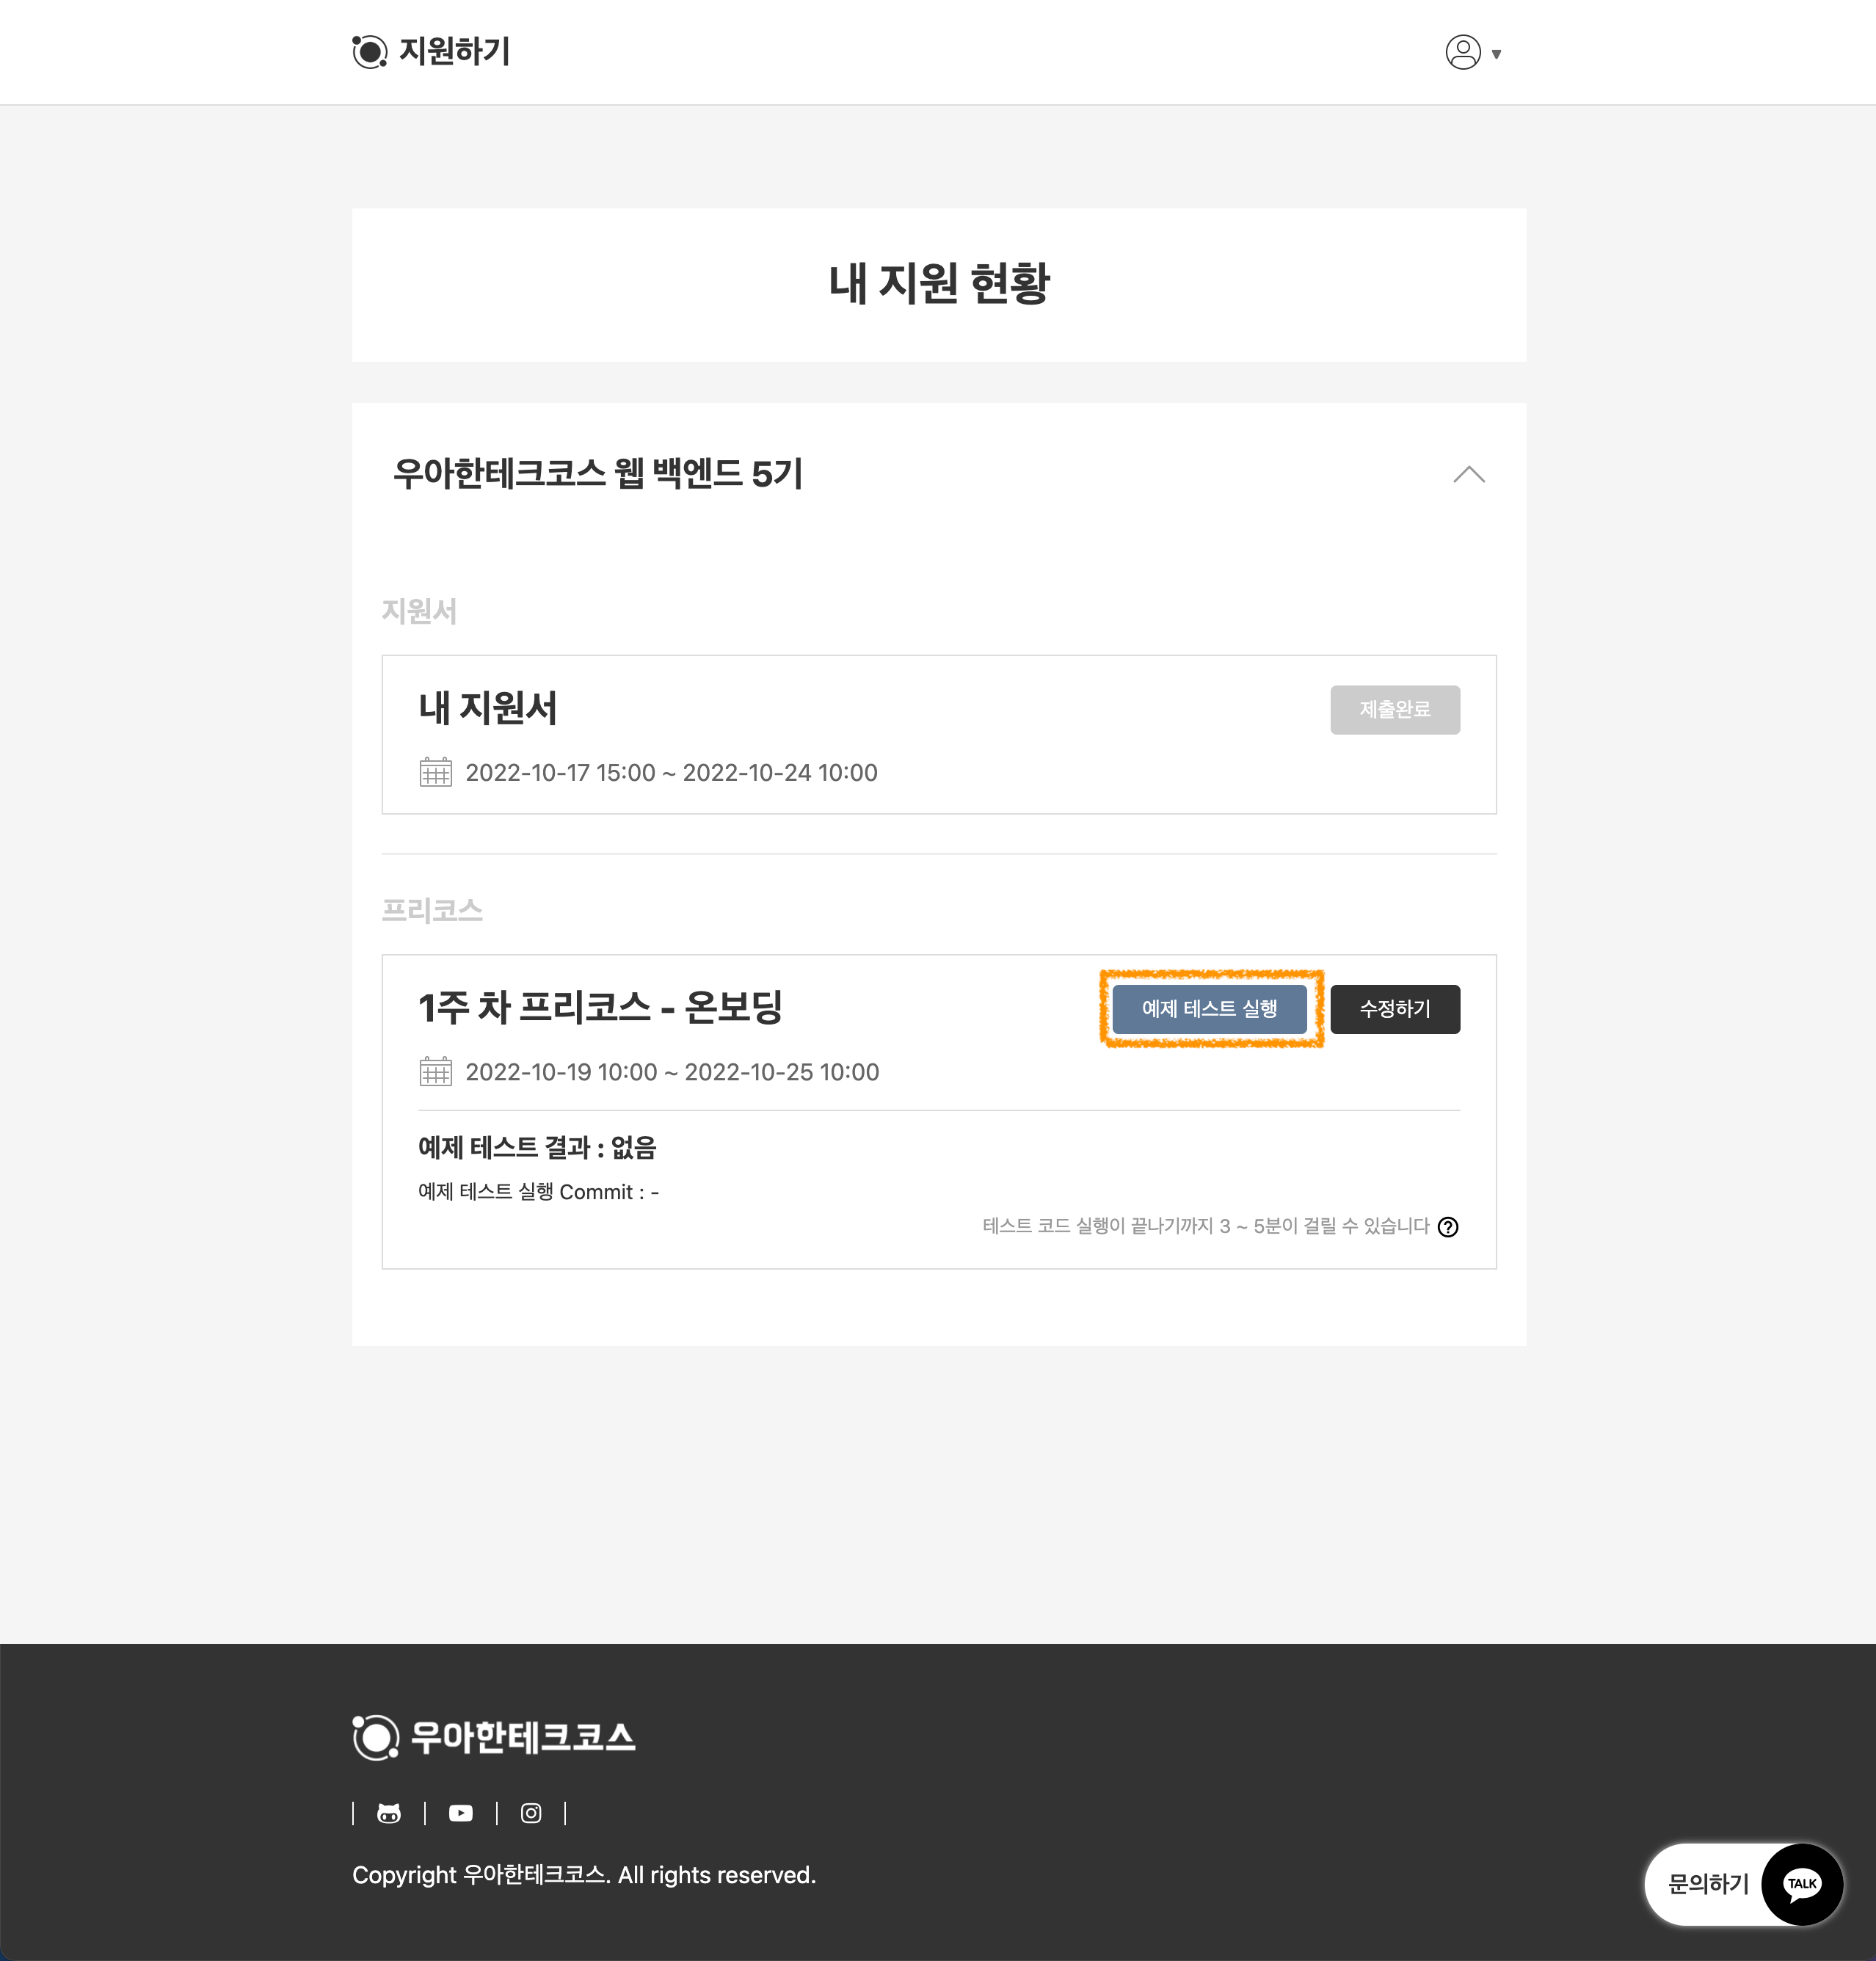 지원하기
▼
내 지원 현황
우아한테크코스 웹 백엔드 5기
지원서
내 지원서
제출완료
2022-10-17 15:00 ~ 2022-10-24 10:00
프리코스
1주 차 프리코스 - 온보딩
예제 테스트 실행
수정하기
2022-10-19 10:00 ~ 2022-10-25 10:00
예제 테스트 결과 : 없음
예제 테스트 실행 Commit : -
테스트 코드 실행이 끝나기까지 3 ~ 5분이 걸릴 수 있습니다 ?
우아한테크코스
Copyright 우아한테크코스. All rights reserved.
문의하기 TALK